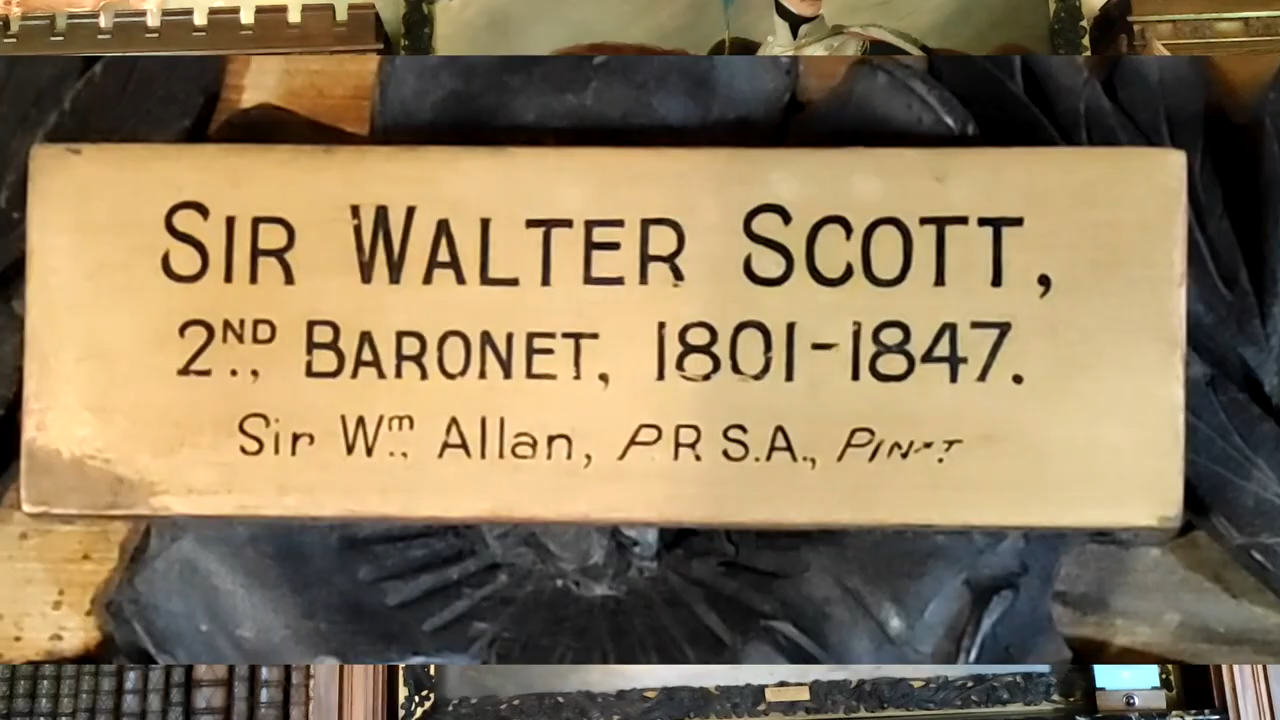 SIR WALTER SCOTT,
2ND., BARONET, 1801-1847.
Sir Wm., Allan, P.R.S.A., PINXT